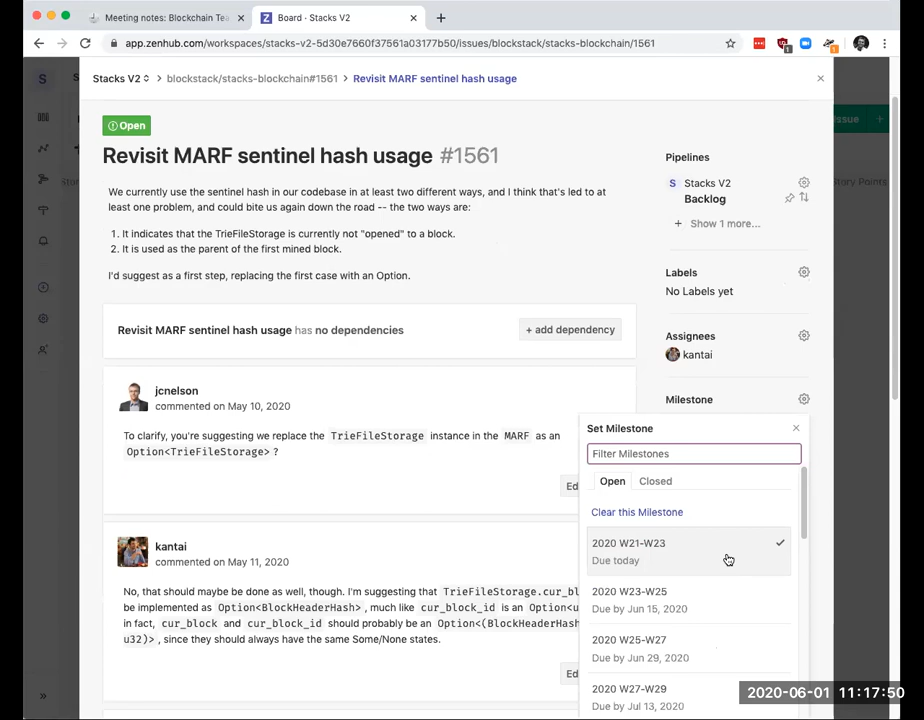 Meeting notes: Blockchain Tea
Board · Stacks V2
app.zenhub.com/workspaces/stacks-v2-5d30e7660f37561a03177b50/issues/blockstack/stacks-blockchain/1561
Stacks V2 > blockstack/stacks-blockchain#1561 > Revisit MARF sentinel hash usage
Open
Revisit MARF sentinel hash usage #1561
We currently use the sentinel hash in our codebase in at least two different ways, and I think that's led to at
least one problem, and could bite us again down the road -- the two ways are:
1. It indicates that the TrieFileStorage is currently not "opened" to a block.
2. It is used as the parent of the first mined block.
I'd suggest as a first step, replacing the first case with an Option.
Revisit MARF sentinel hash usage has no dependencies
+ add dependency
jcnelson
commented on May 10, 2020
To clarify, you're suggesting we replace the TrieFileStorage instance in the MARF as an
Option<TrieFileStorage> ?
Ed
kantai
commented on May 11, 2020
No, that should maybe be done as well, though. I'm suggesting that TrieFileStorage.cur_bl
be implemented as Option<BlockHeaderHash> , much like cur_block_id is an Option<u
in fact, cur_block and cur_block_id should probably be an Option<(BlockHeaderHash
u32)> , since they should always have the same Some/None states.
Ed
Pipelines
S Stacks V2
Backlog
+ Show 1 more...
Labels
No Labels yet
Assignees
kantai
Milestone
Set Milestone
Filter Milestones
Open Closed
Clear this Milestone
2020 W21-W23
Due today
2020 W23-W25
Due by Jun 15, 2020
2020 W25-W27
Due by Jun 29, 2020
2020 W27-W29
Due by Jul 13, 2020
S
issue +
tory Points
2020-06-01 11:17:50